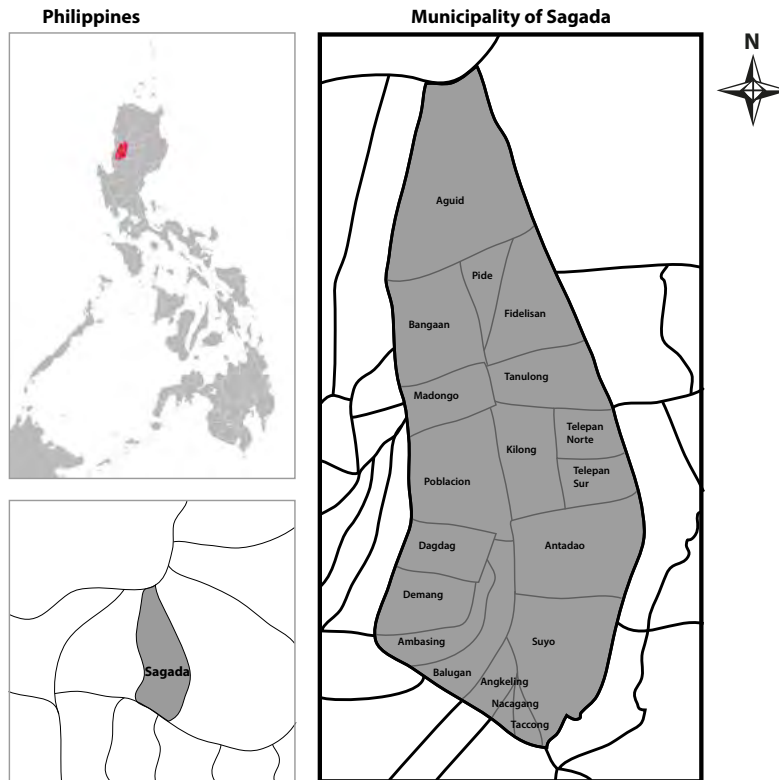 Philippines
Municipality of Sagada
N
Aguid
Pide
Bangaan
Fidelisan
Tanulong
Madongo
Telepan
Norte
Kilong
Telepan
Sur
Poblacion
Dagdag
Antadao
Demang
Ambasing
Suyo
Balugan
Angkeling
Nacagang
Taccong
Sagada